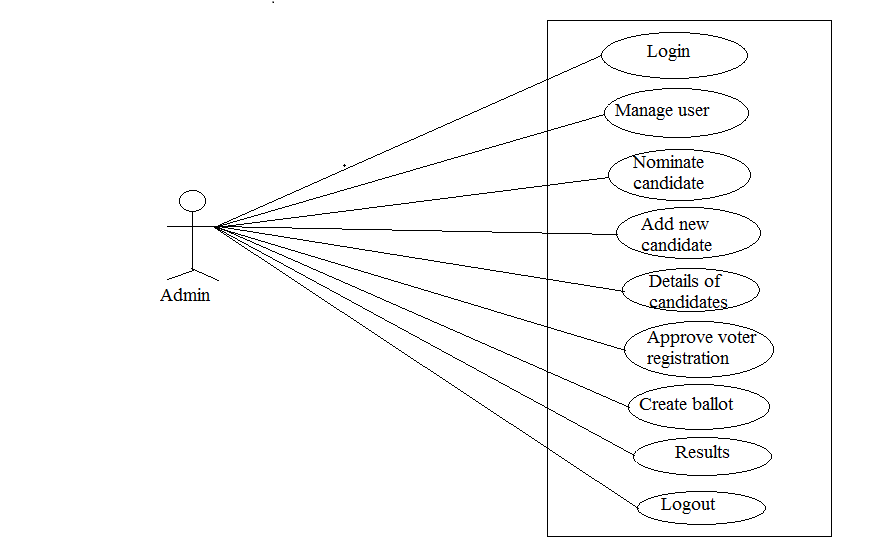 Login
Manage user
Nominate
candidate
Add new
candidate
Details of
candidates
Admin
Approve voter
registration
Create ballot
Results
Logout